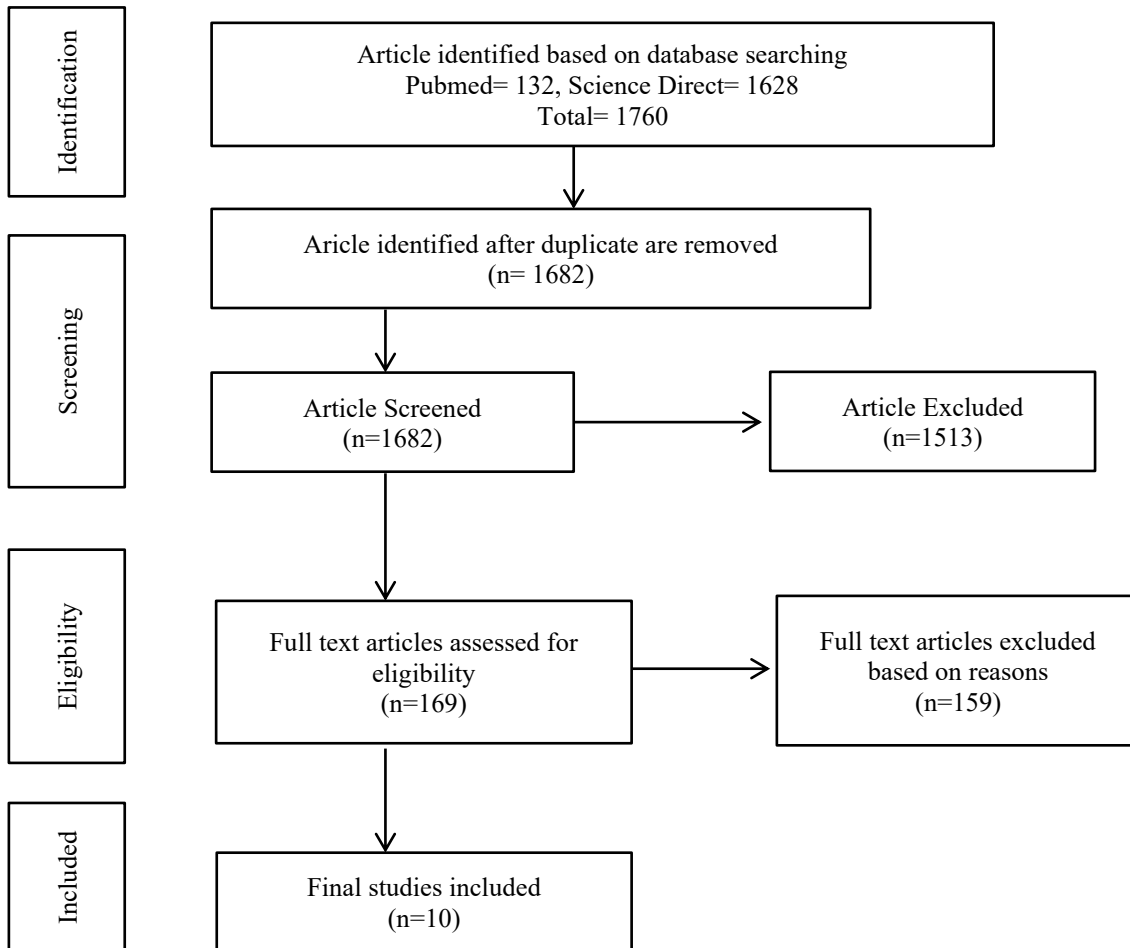 Identification
Article identified based on database searching
Pubmed= 132, Science Direct= 1628
Total= 1760
Screening
Aricle identified after duplicate are removed
(n= 1682)
Article Screened
(n=1682)
Article Excluded
(n=1513)
Eligibility
Full text articles assessed for
eligibility
(n=169)
Full text articles excluded
based on reasons
(n=159)
Included
Final studies included
(n=10)